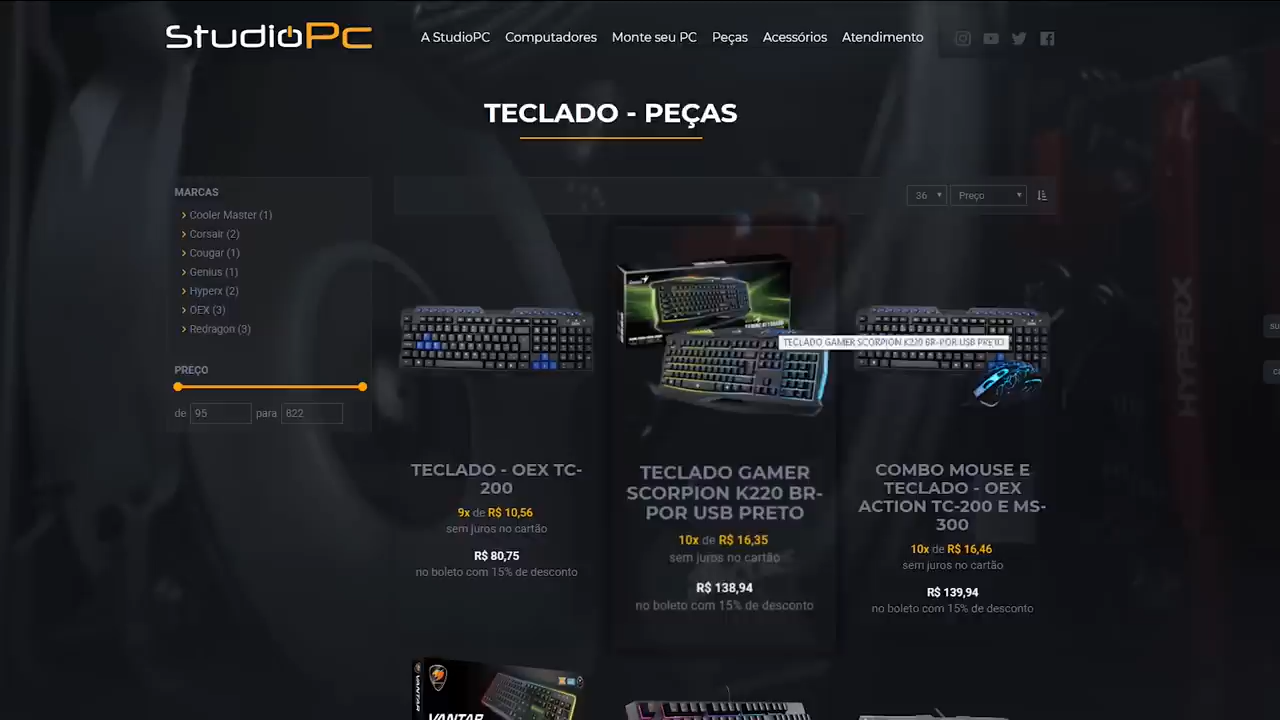 StudioPc
A StudioPC
Computadores
Monte seu PC
Peças
Acessórios
Atendimento
TECLADO - PEÇAS
MARCAS
Cooler Master (1)
Corsair (2)
Cougar (1)
Genius (1)
Hyperx (2)
OEX (3)
Redragon (3)
PREÇO
de 95 para 822
36
Preço
TECLADO GAMER SCORPION K220 BR-POR USB PRETO
TECLADO - OEX TC-
200
9x de R$ 10,56
sem juros no cartão
R$ 80,75
no boleto com 15% de desconto
TECLADO GAMER
SCORPION K220 BR-
POR USB PRETO
10x de R$ 16,35
sem juros no cartão
R$ 138,94
no boleto com 15% de desconto
COMBO MOUSE E
TECLADO - OEX
ACTION TC-200 E MS-
300
10x de R$ 16,46
sem juros no cartão
R$ 139,94
no boleto com 15% de desconto
VANTAR
HYPERX